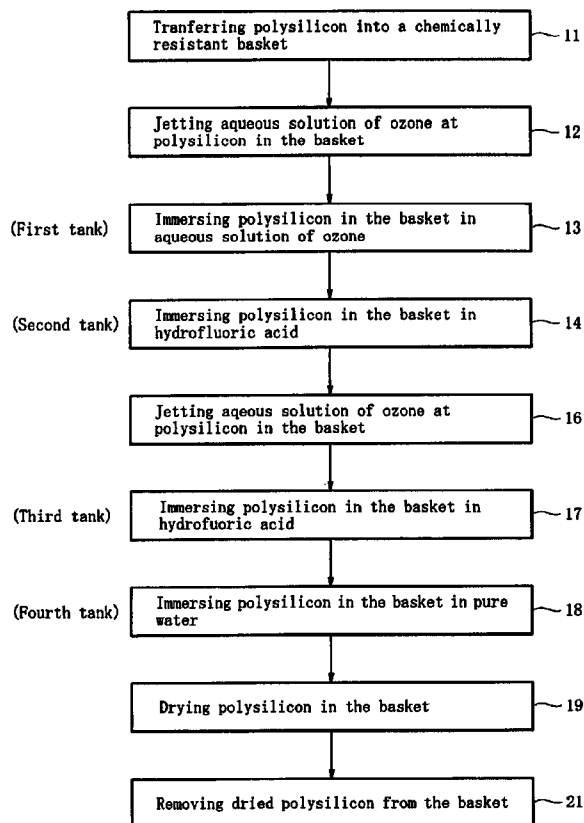 Tranferring polysilicon into a chemically
resistant basket
11
Jetting aqueous solution of ozone at
polysilicon in the basket
12
(First tank)
Immersing polysilicon in the basket in
aqueous solution of ozone
13
(Second tank)
Immersing polysilicon in the basket in
hydrofluoric acid
14
Jetting aqeous solution of ozone at
polysilicon in the basket
16
(Third tank)
Immersing polysilicon in the basket in
hydrofuoric acid
17
(Fourth tank)
Immersing polysilicon in the basket in pure
water
18
Drying polysilicon in the basket
19
Removing dried polysilicon from the basket
21